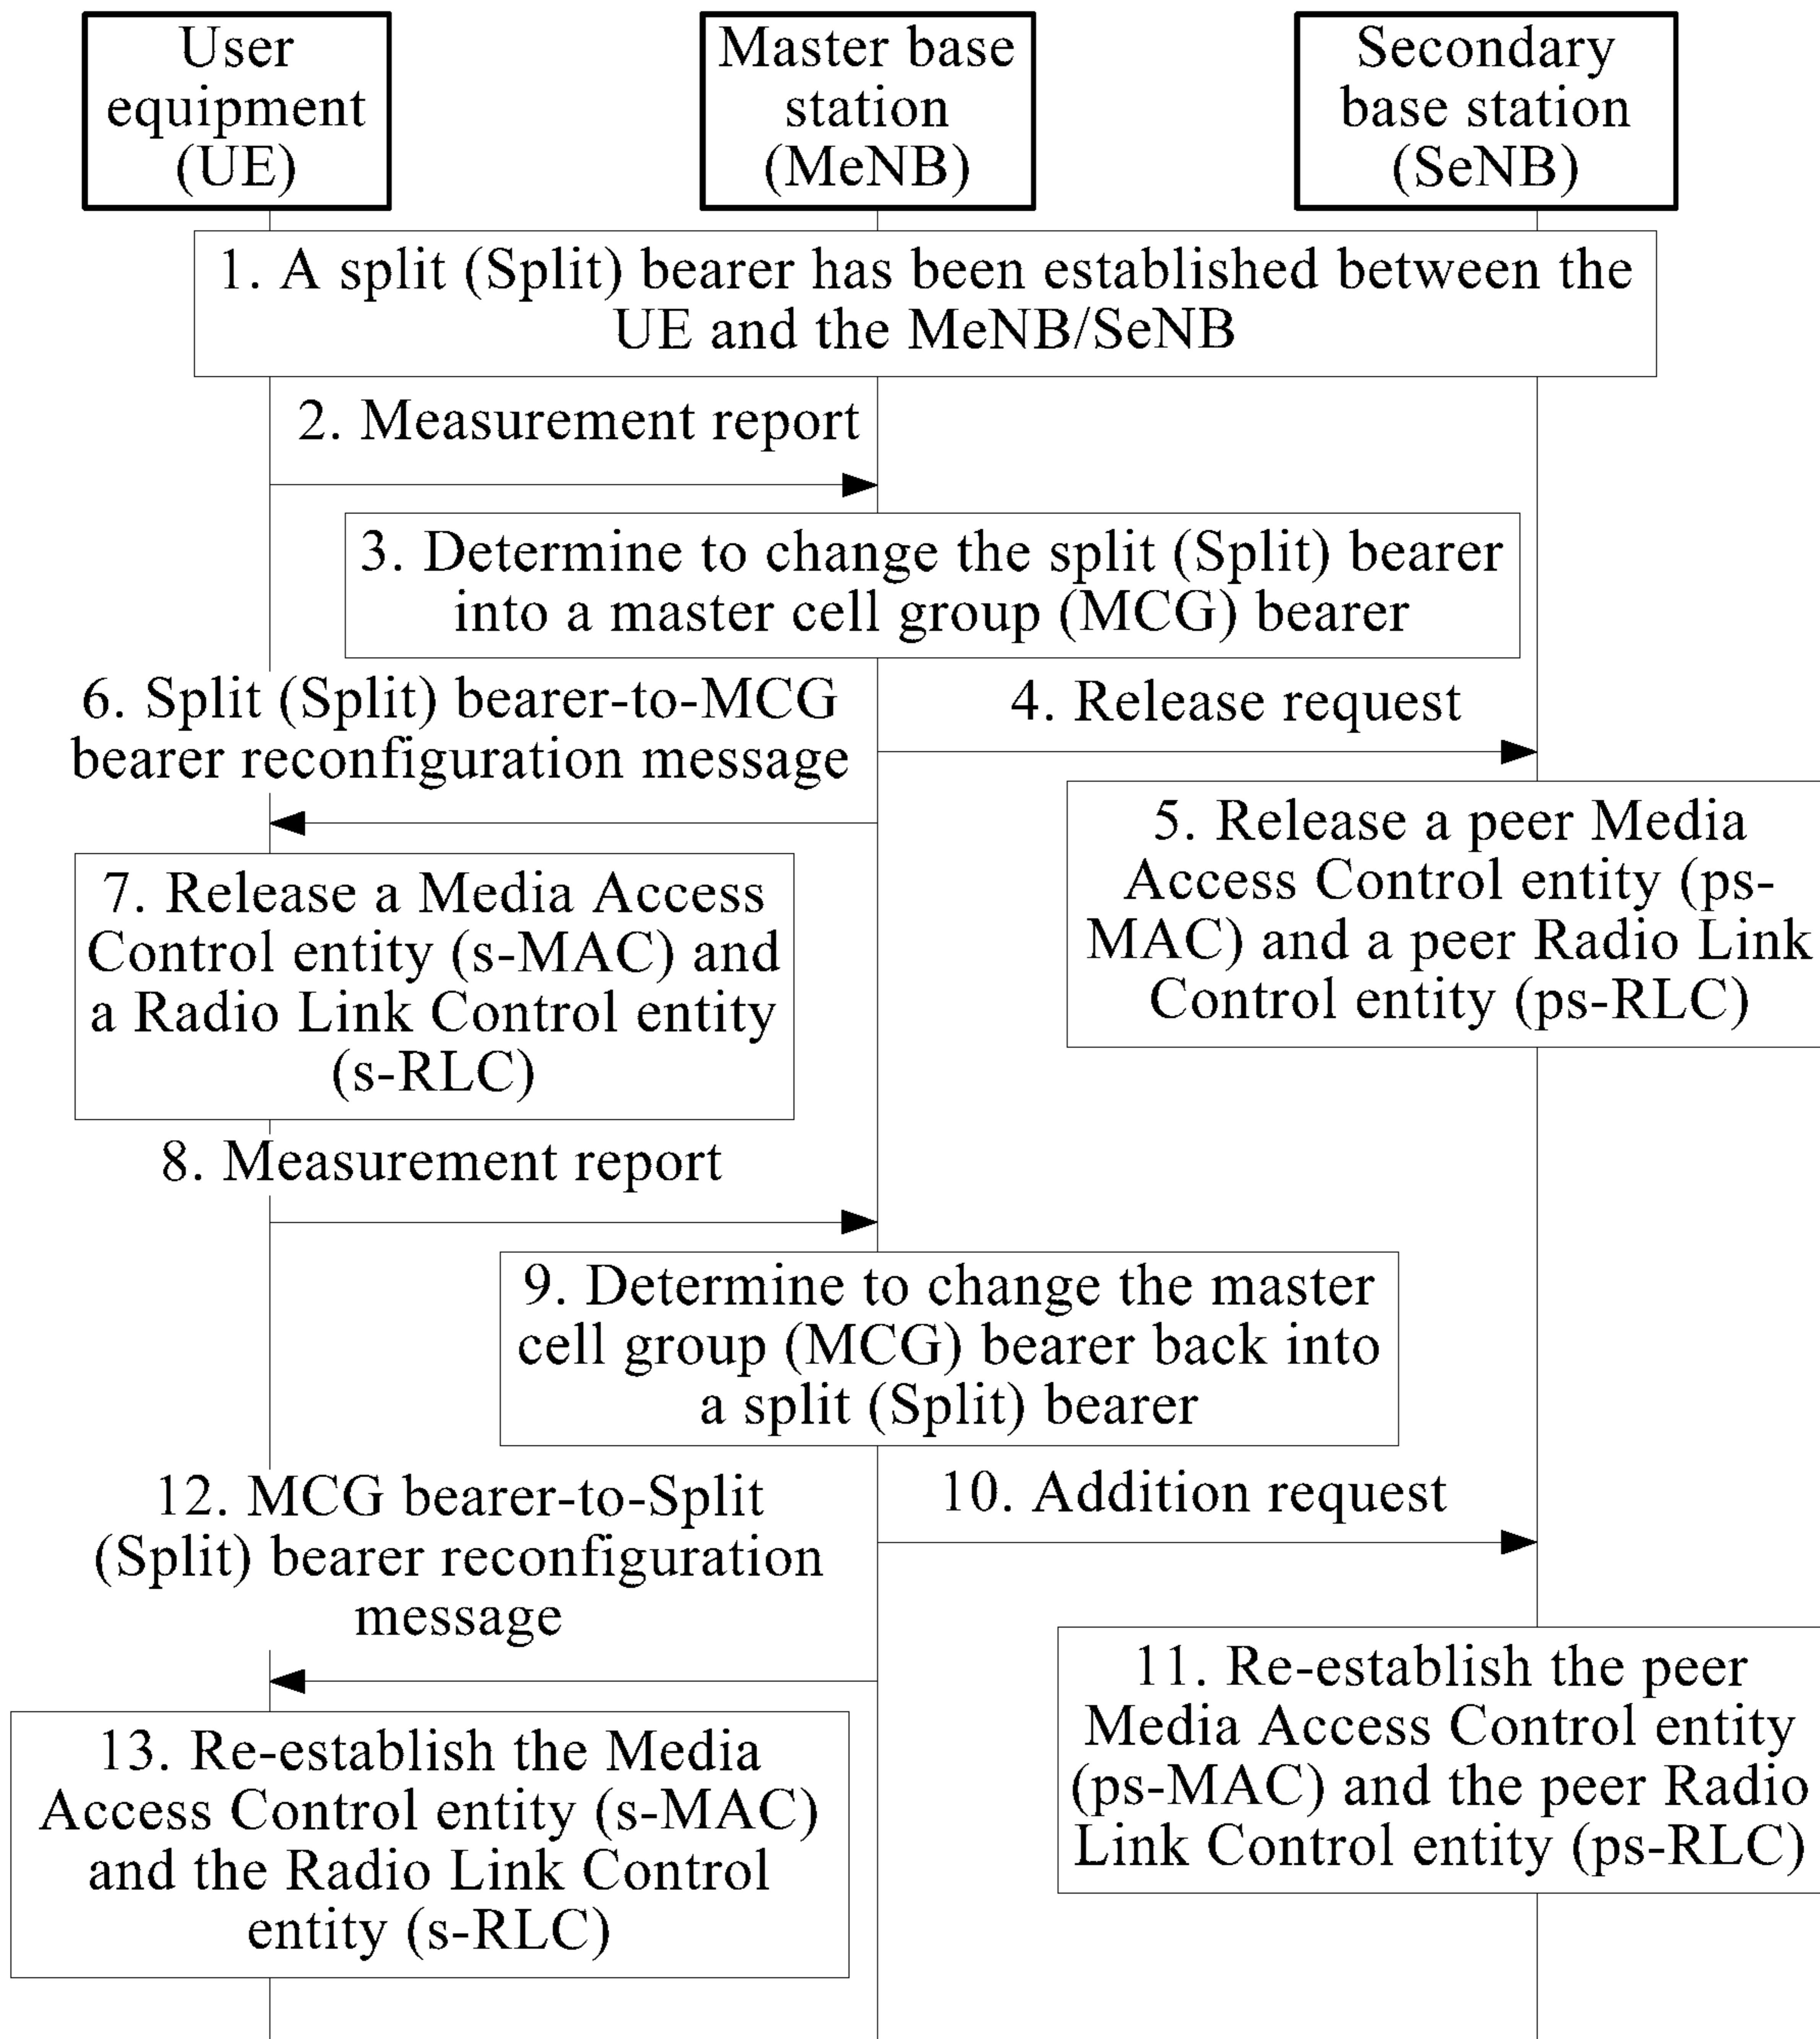 User
equipment
(UE)
Master base
station
(MeNB)
Secondary
base station
(SeNB)
1. A split (Split) bearer has been established between the
UE and the MeNB/SeNB
2. Measurement report
3. Determine to change the split (Split) bearer
into a master cell group (MCG) bearer
4. Release request
5. Release a peer Media
Access Control entity (ps-
MAC) and a peer Radio Link
Control entity (ps-RLC)
6. Split (Split) bearer-to-MCG
bearer reconfiguration message
7. Release a Media Access
Control entity (s-MAC) and
a Radio Link Control entity
(s-RLC)
8. Measurement report
9. Determine to change the master
cell group (MCG) bearer back into
a split (Split) bearer
10. Addition request
11. Re-establish the peer
Media Access Control entity
(ps-MAC) and the peer Radio
Link Control entity (ps-RLC)
12. MCG bearer-to-Split
(Split) bearer reconfiguration
message
13. Re-establish the Media
Access Control entity (s-MAC)
and the Radio Link Control
entity (s-RLC)